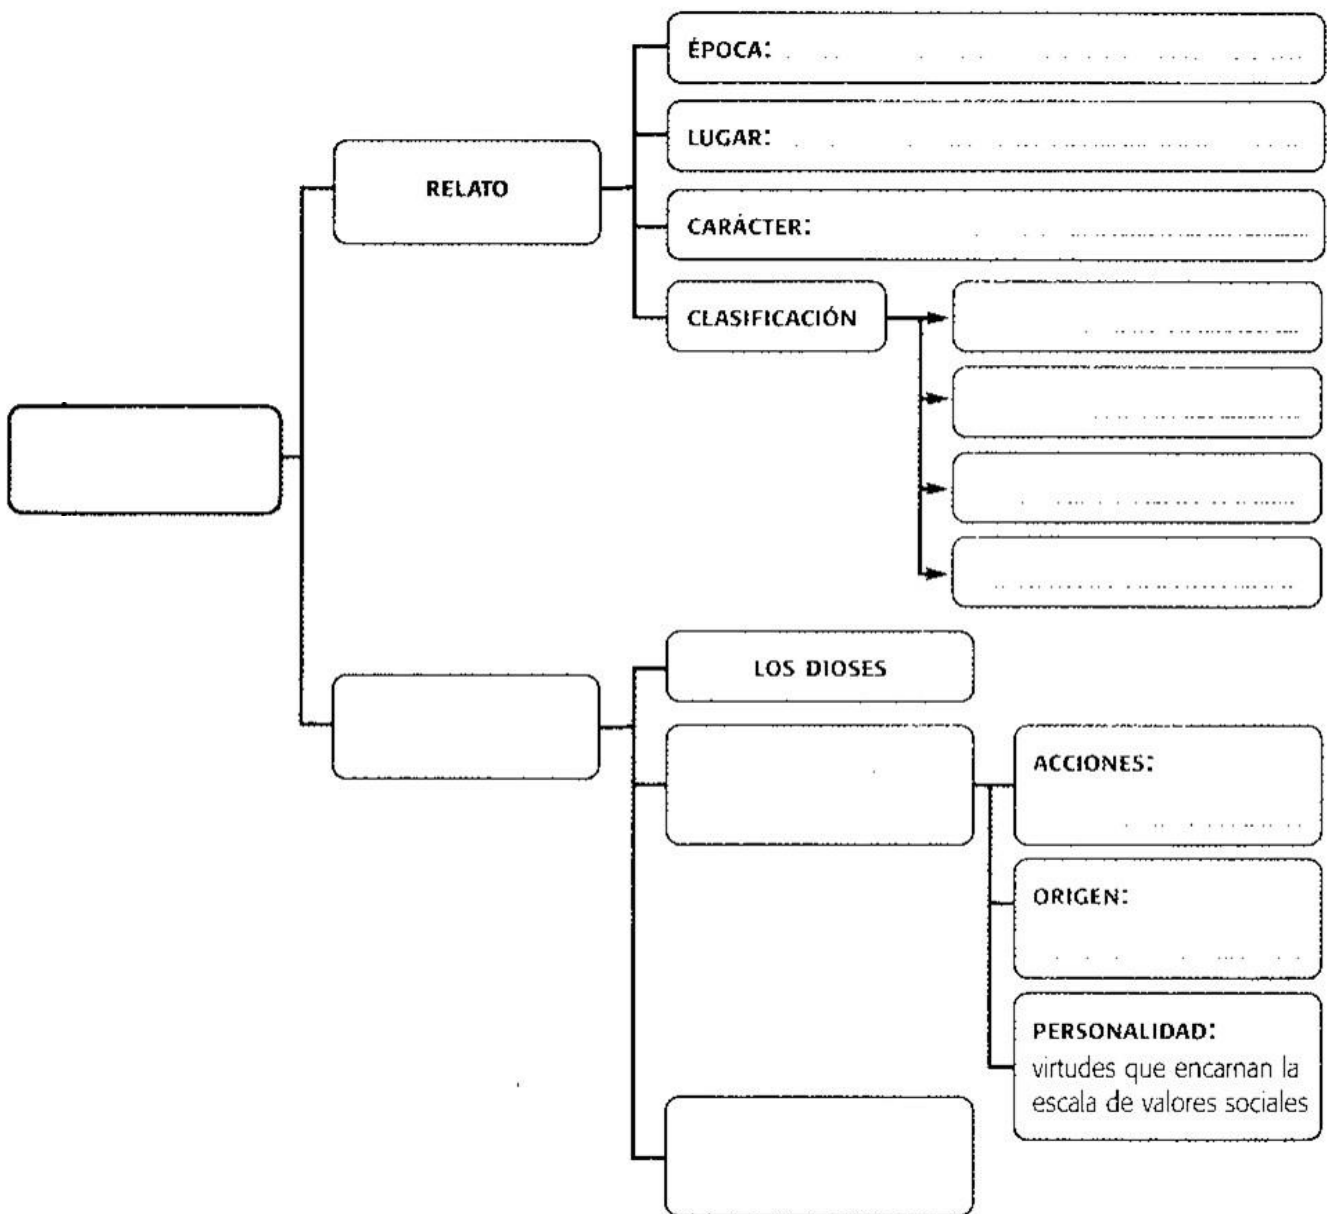 ÉPOCA:
LUGAR:
RELATO
CARÁCTER:
CLASIFICACIÓN
LOS DIOSES
ACCIONES:
ORIGEN:
PERSONALIDAD:
virtudes que encarnan la
escala de valores sociales